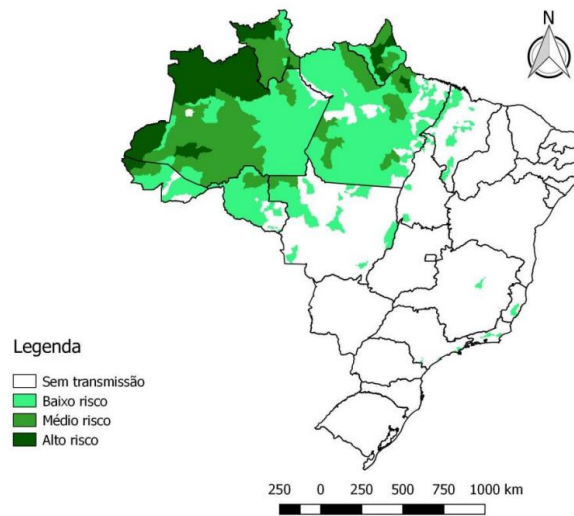 N
Legenda
Sem transmissão
Baixo risco
Médio risco
Alto risco
250 0 250 500 750 1000 km